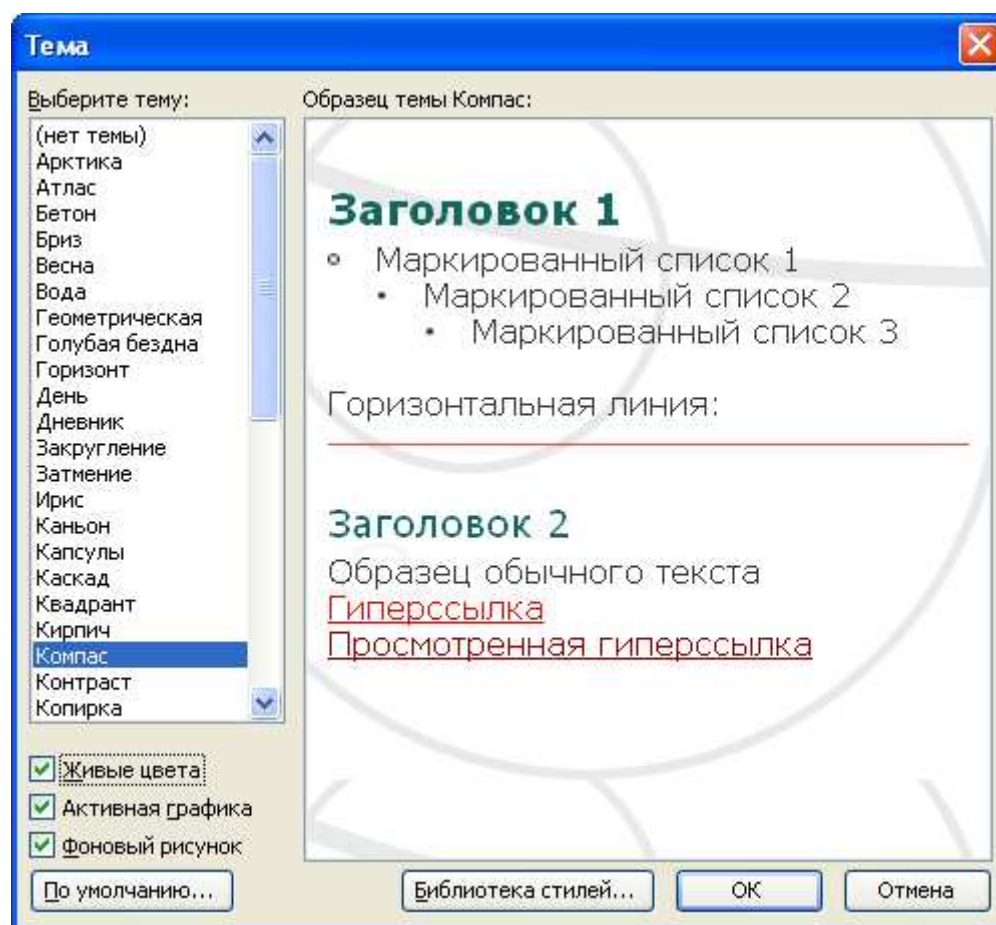 Тема
Выберите тему:
(нет темы)
Арктика
Атлас
Бетон
Бриз
Весна
Вода
Геометрическая
Голубая бездна
Горизонт
День
Дневник
Закругление
Затмение
Ирис
Каньон
Капсулы
Каскад
Квадрант
Кирпич
Компас
Контраст
Копирка
Живые цвета
Активная графика
Фоновый рисунок
Образец темы Компас:
Заголовок 1
Маркированный список 1
Маркированный список 2
Маркированный список 3
Горизонтальная линия:
Заголовок 2
Образец обычного текста
Гиперссылка
Просмотренная гиперссылка
По умолчанию... Библиотека стилей... ОК Отмена